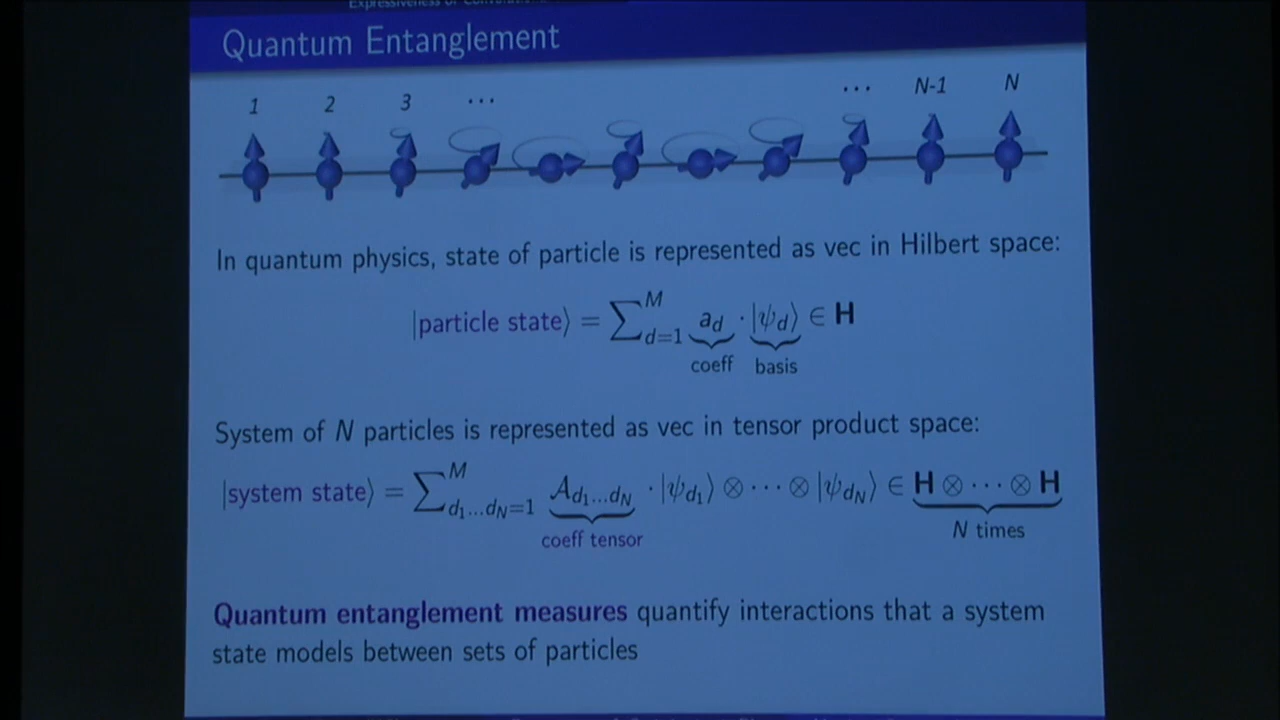 Quantum Entanglement
1 2 3 ... ... N-1 N
In quantum physics, state of particle is represented as vec in Hilbert space:
|particle state⟩ = ∑_{d=1}^{M} a_d · |ψ_d⟩ ∈ H
coeff basis
System of N particles is represented as vec in tensor product space:
|system state⟩ = ∑_{d_1...d_N=1}^{M} A_{d_1...d_N} · |ψ_{d_1}⟩ ⊗ ··· ⊗ |ψ_{d_N}⟩ ∈ H ⊗ ··· ⊗ H
coeff tensor N times
Quantum entanglement measures quantify interactions that a system
state models between sets of particles